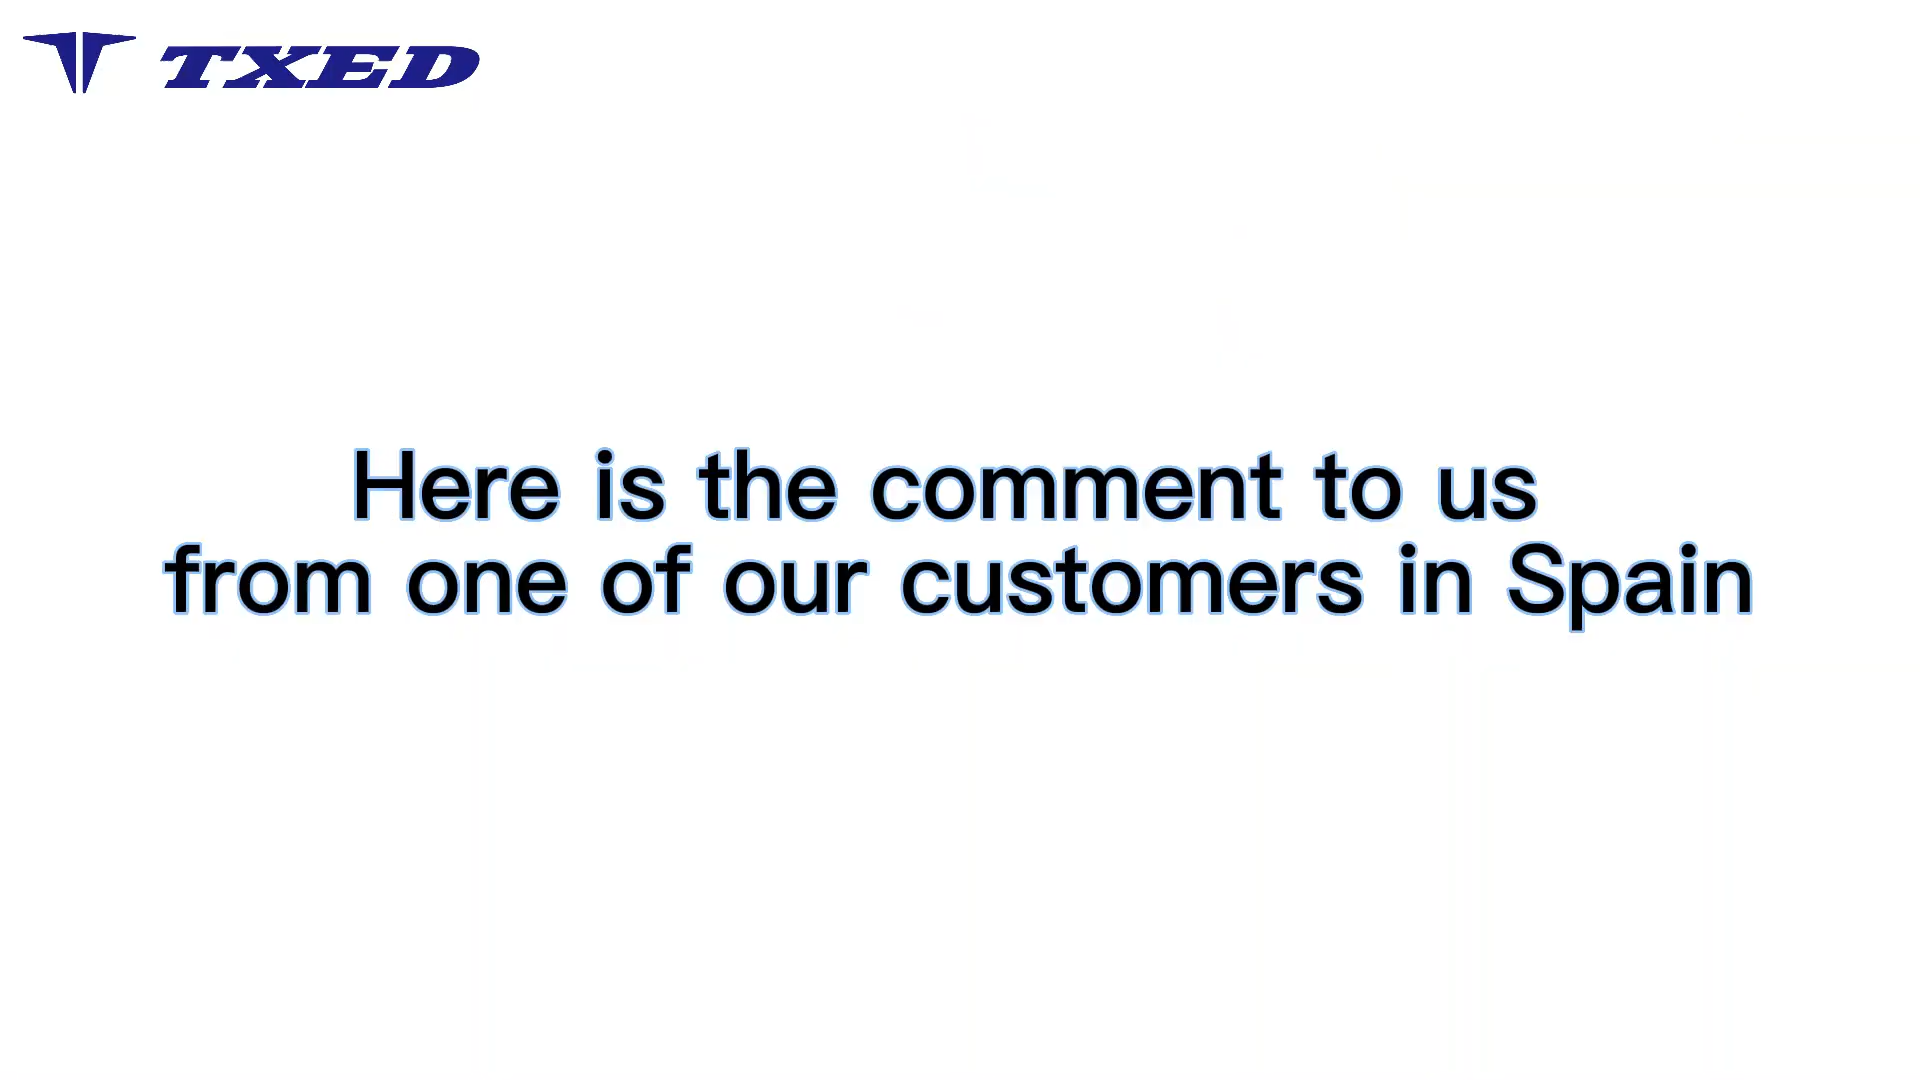 TXED
Here is the comment to us
from one of our customers in Spain